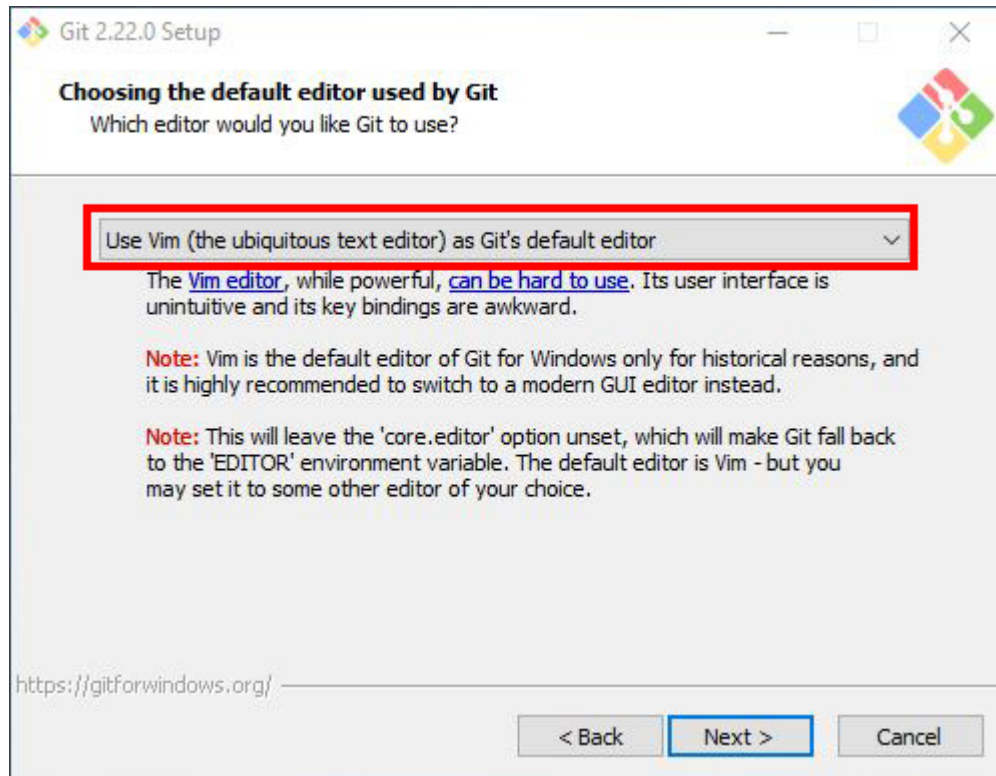 Git 2.22.0 Setup
Choosing the default editor used by Git
Which editor would you like Git to use?
Use Vim (the ubiquitous text editor) as Git's default editor
The Vim editor, while powerful, can be hard to use. Its user interface is
unintuitive and its key bindings are awkward.
Note: Vim is the default editor of Git for Windows only for historical reasons, and
it is highly recommended to switch to a modern GUI editor instead.
Note: This will leave the 'core.editor' option unset, which will make Git fall back
to the 'EDITOR' environment variable. The default editor is Vim - but you
may set it to some other editor of your choice.
https://gitforwindows.org/
< Back Next > Cancel